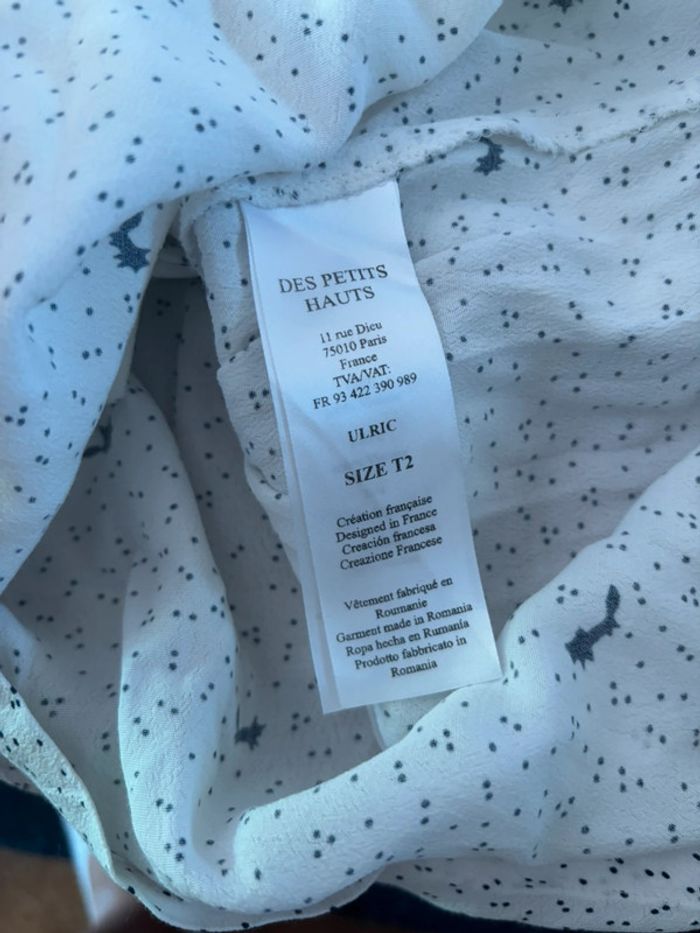 DES PETITS
HAUTS
11 rue Dieu
75010 Paris
France
TVA/VAT:
FR 93 422 390 989
ULRIC
SIZE T2
Création française
Designed in France
Creación francesa
Creazione Francese
Vêtement fabriqué en
Roumanie
Garment made in Romania
Ropa hecha en Rumanía
Prodotto fabbricato in
Romania